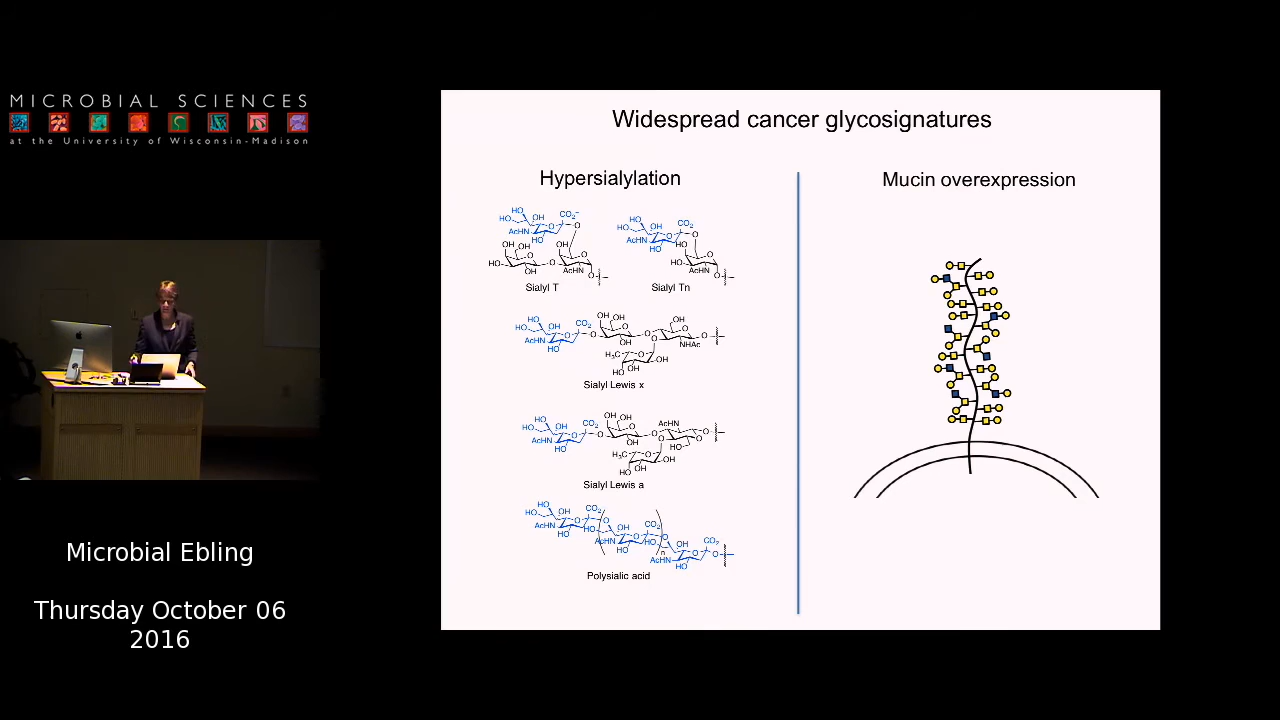 MICROBIAL SCIENCES
at the University of Wisconsin-Madison
Microbial Ebling
Thursday October 06
2016
Widespread cancer glycosignatures
Hypersialylation
Sialyl T
Sialyl Tn
Sialyl Lewis x
Sialyl Lewis a
Polysialic acid
Mucin overexpression